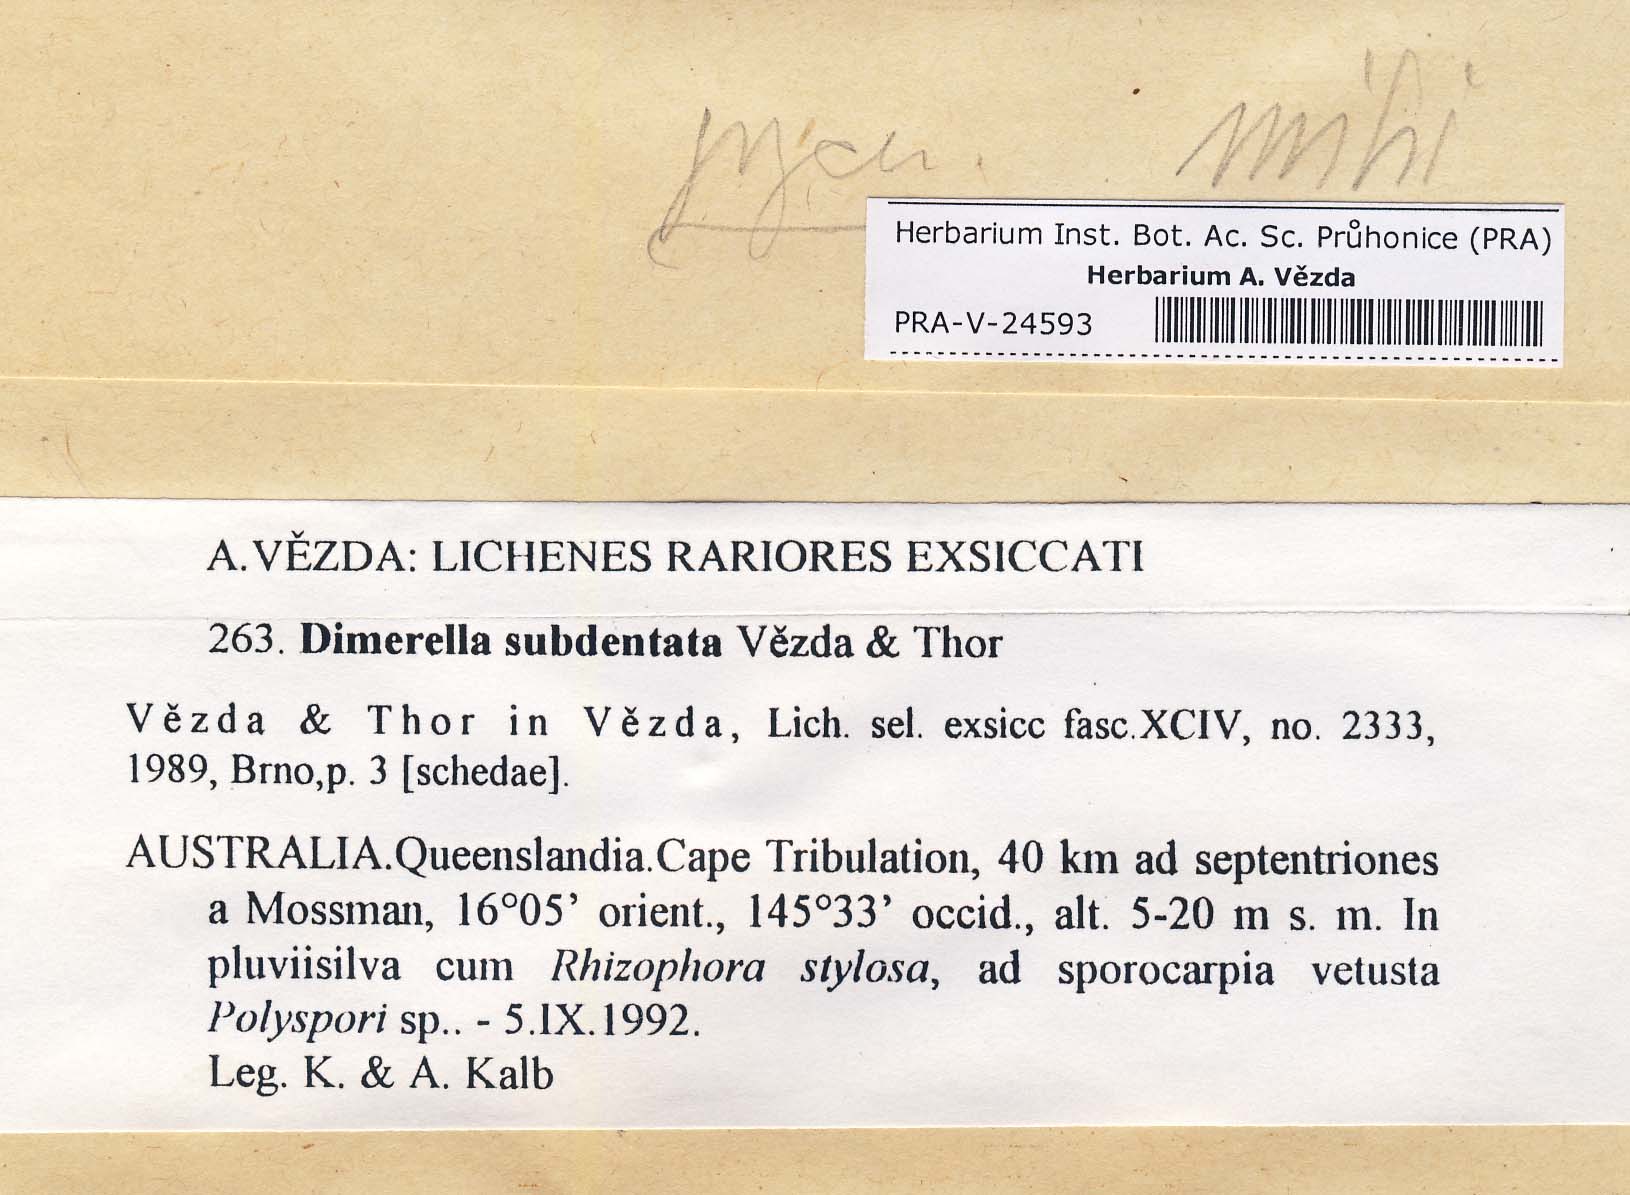 Herbarium Inst. Bot. Ac. Sc. Průhonice (PRA)
Herbarium A. Vězda
PRA-V-24593
A.VĚZDA: LICHENES RARIORES EXSICCATI
263. Dimerella subdentata Vězda & Thor
Vězda & Thor in Vězda, Lich. sel. exsicc fasc.XCIV, no. 2333,
1989, Brno,p. 3 [schedae].
AUSTRALIA.Queenslandia.Cape Tribulation, 40 km ad septentriones
a Mossman, 16°05’ orient., 145°33’ occid., alt. 5-20 m s. m. In
pluviisilva cum Rhizophora stylosa, ad sporocarpia vetusta
Polyspori sp.. - 5.IX.1992.
Leg. K. & A. Kalb